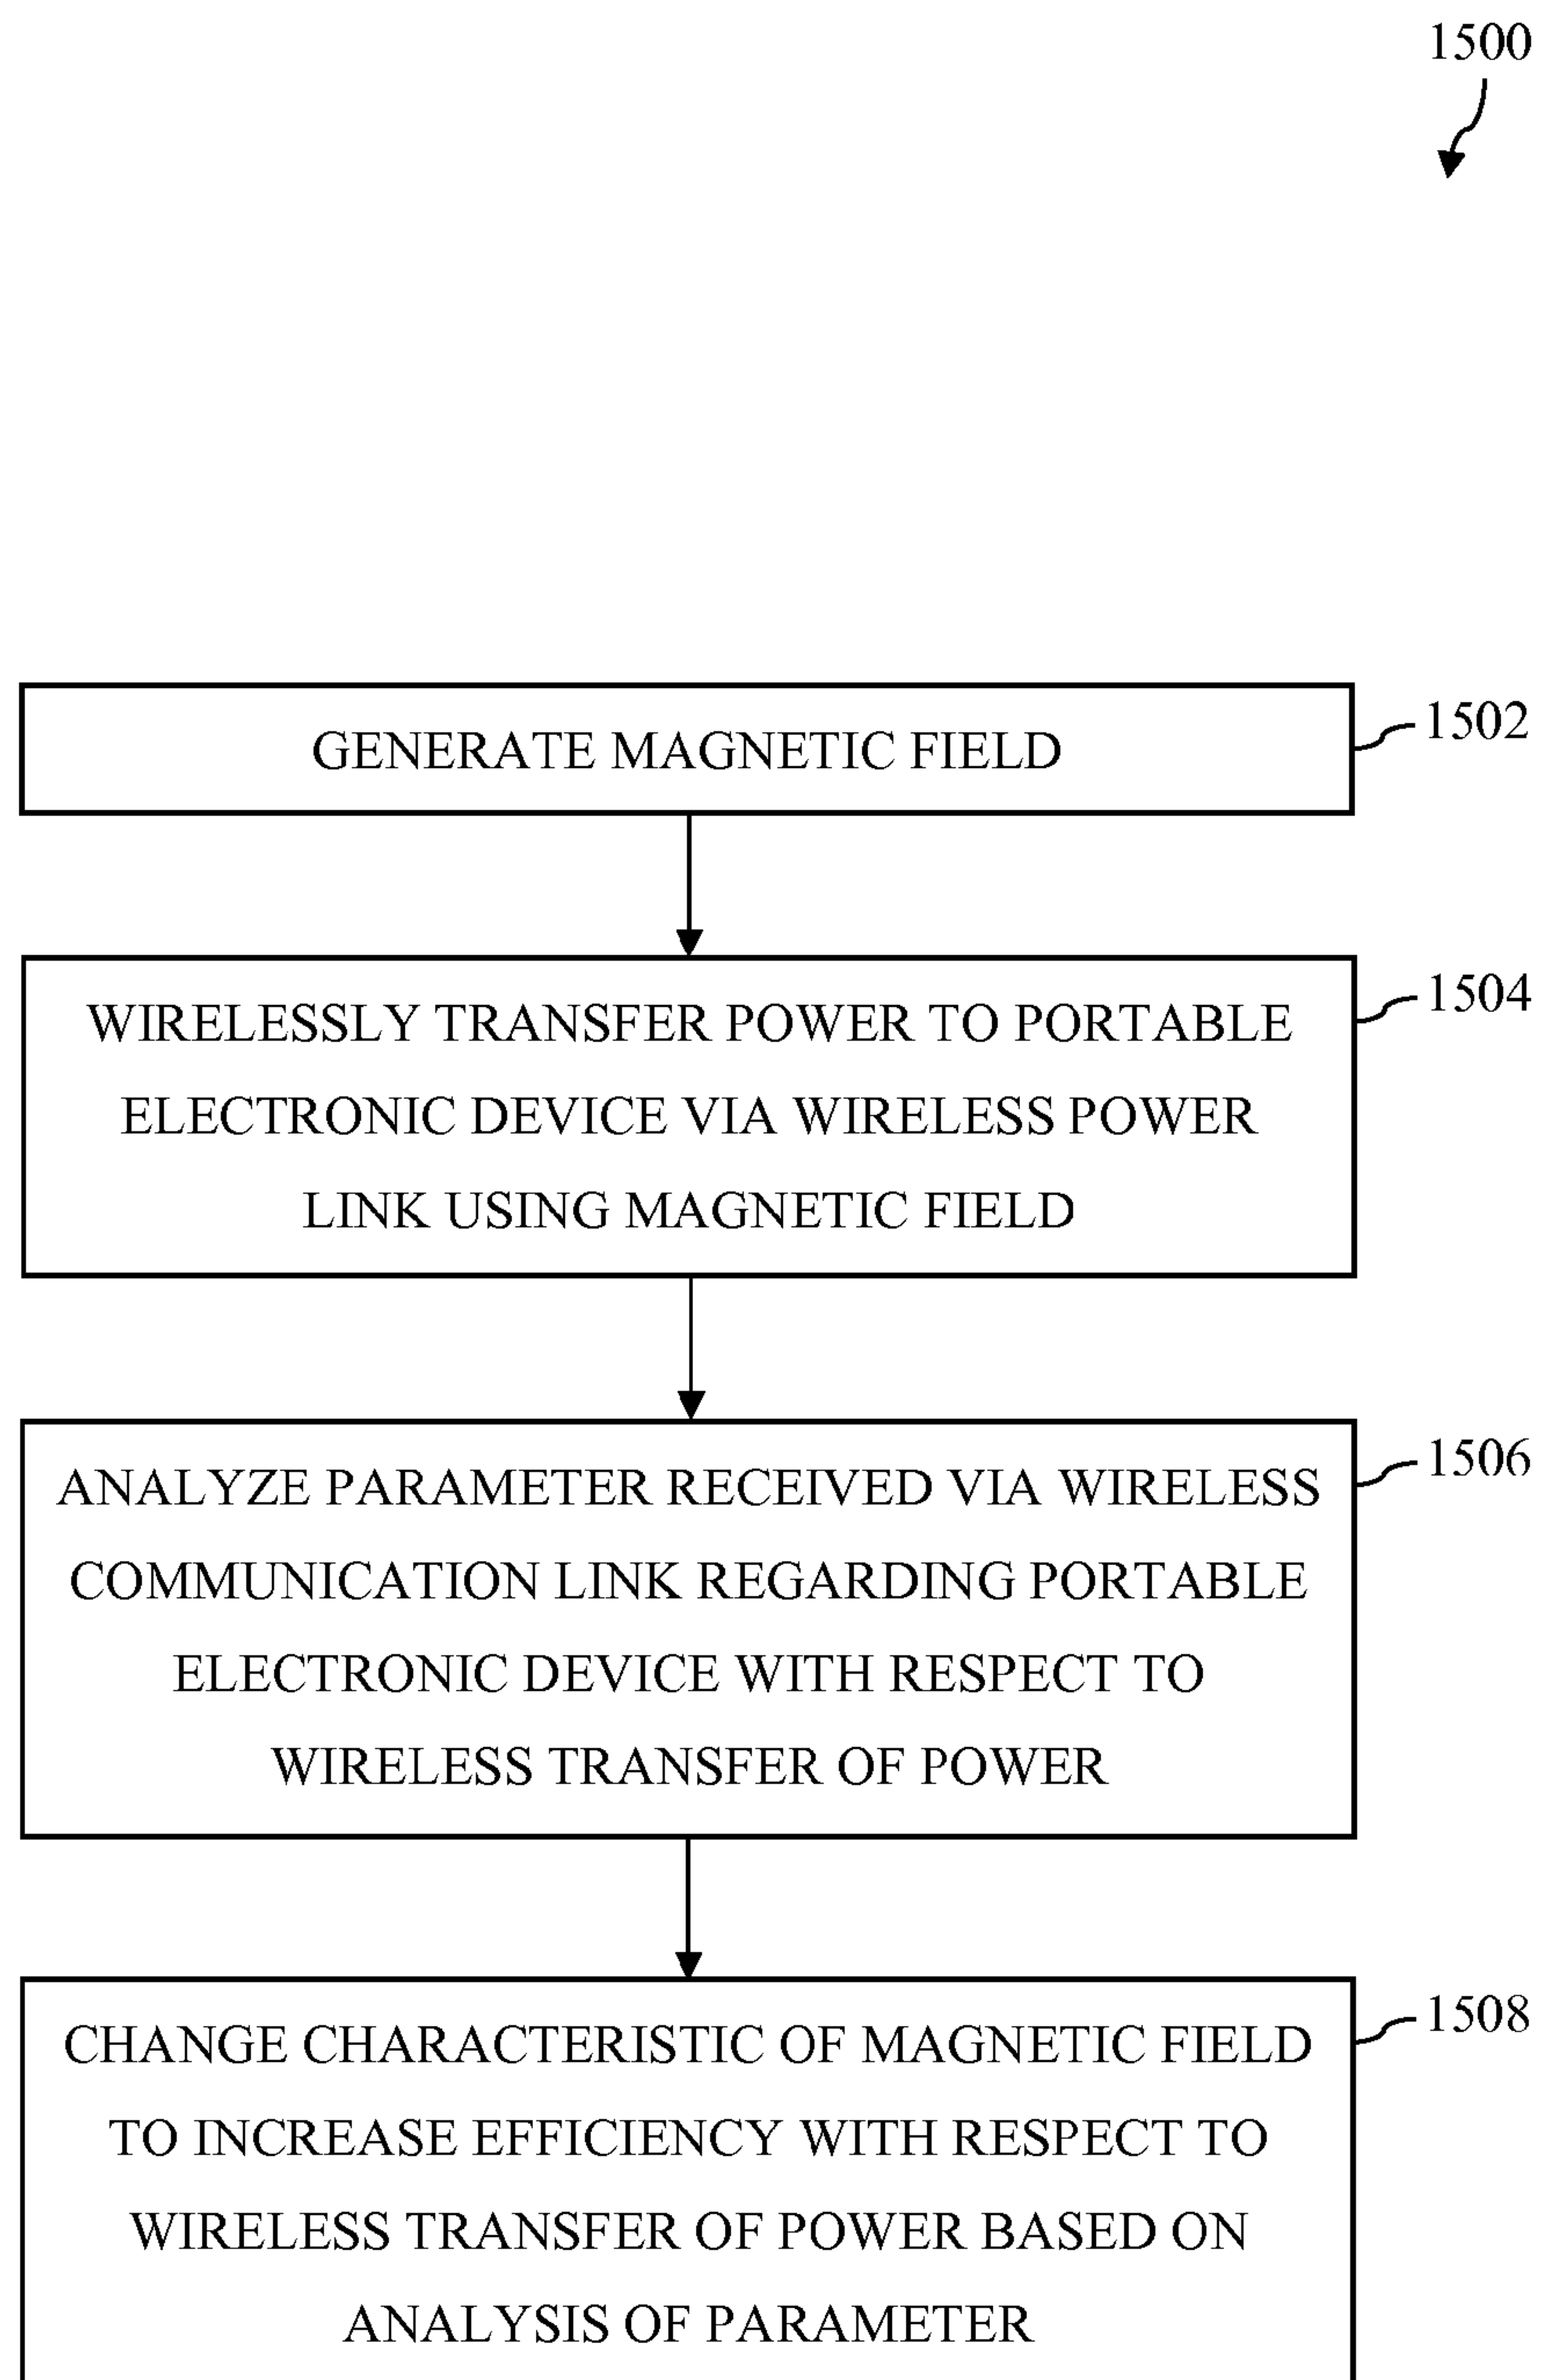 1500
GENERATE MAGNETIC FIELD
1502
WIRELESSLY TRANSFER POWER TO PORTABLE
ELECTRONIC DEVICE VIA WIRELESS POWER
LINK USING MAGNETIC FIELD
1504
ANALYZE PARAMETER RECEIVED VIA WIRELESS
COMMUNICATION LINK REGARDING PORTABLE
ELECTRONIC DEVICE WITH RESPECT TO
WIRELESS TRANSFER OF POWER
1506
CHANGE CHARACTERISTIC OF MAGNETIC FIELD
TO INCREASE EFFICIENCY WITH RESPECT TO
WIRELESS TRANSFER OF POWER BASED ON
ANALYSIS OF PARAMETER
1508